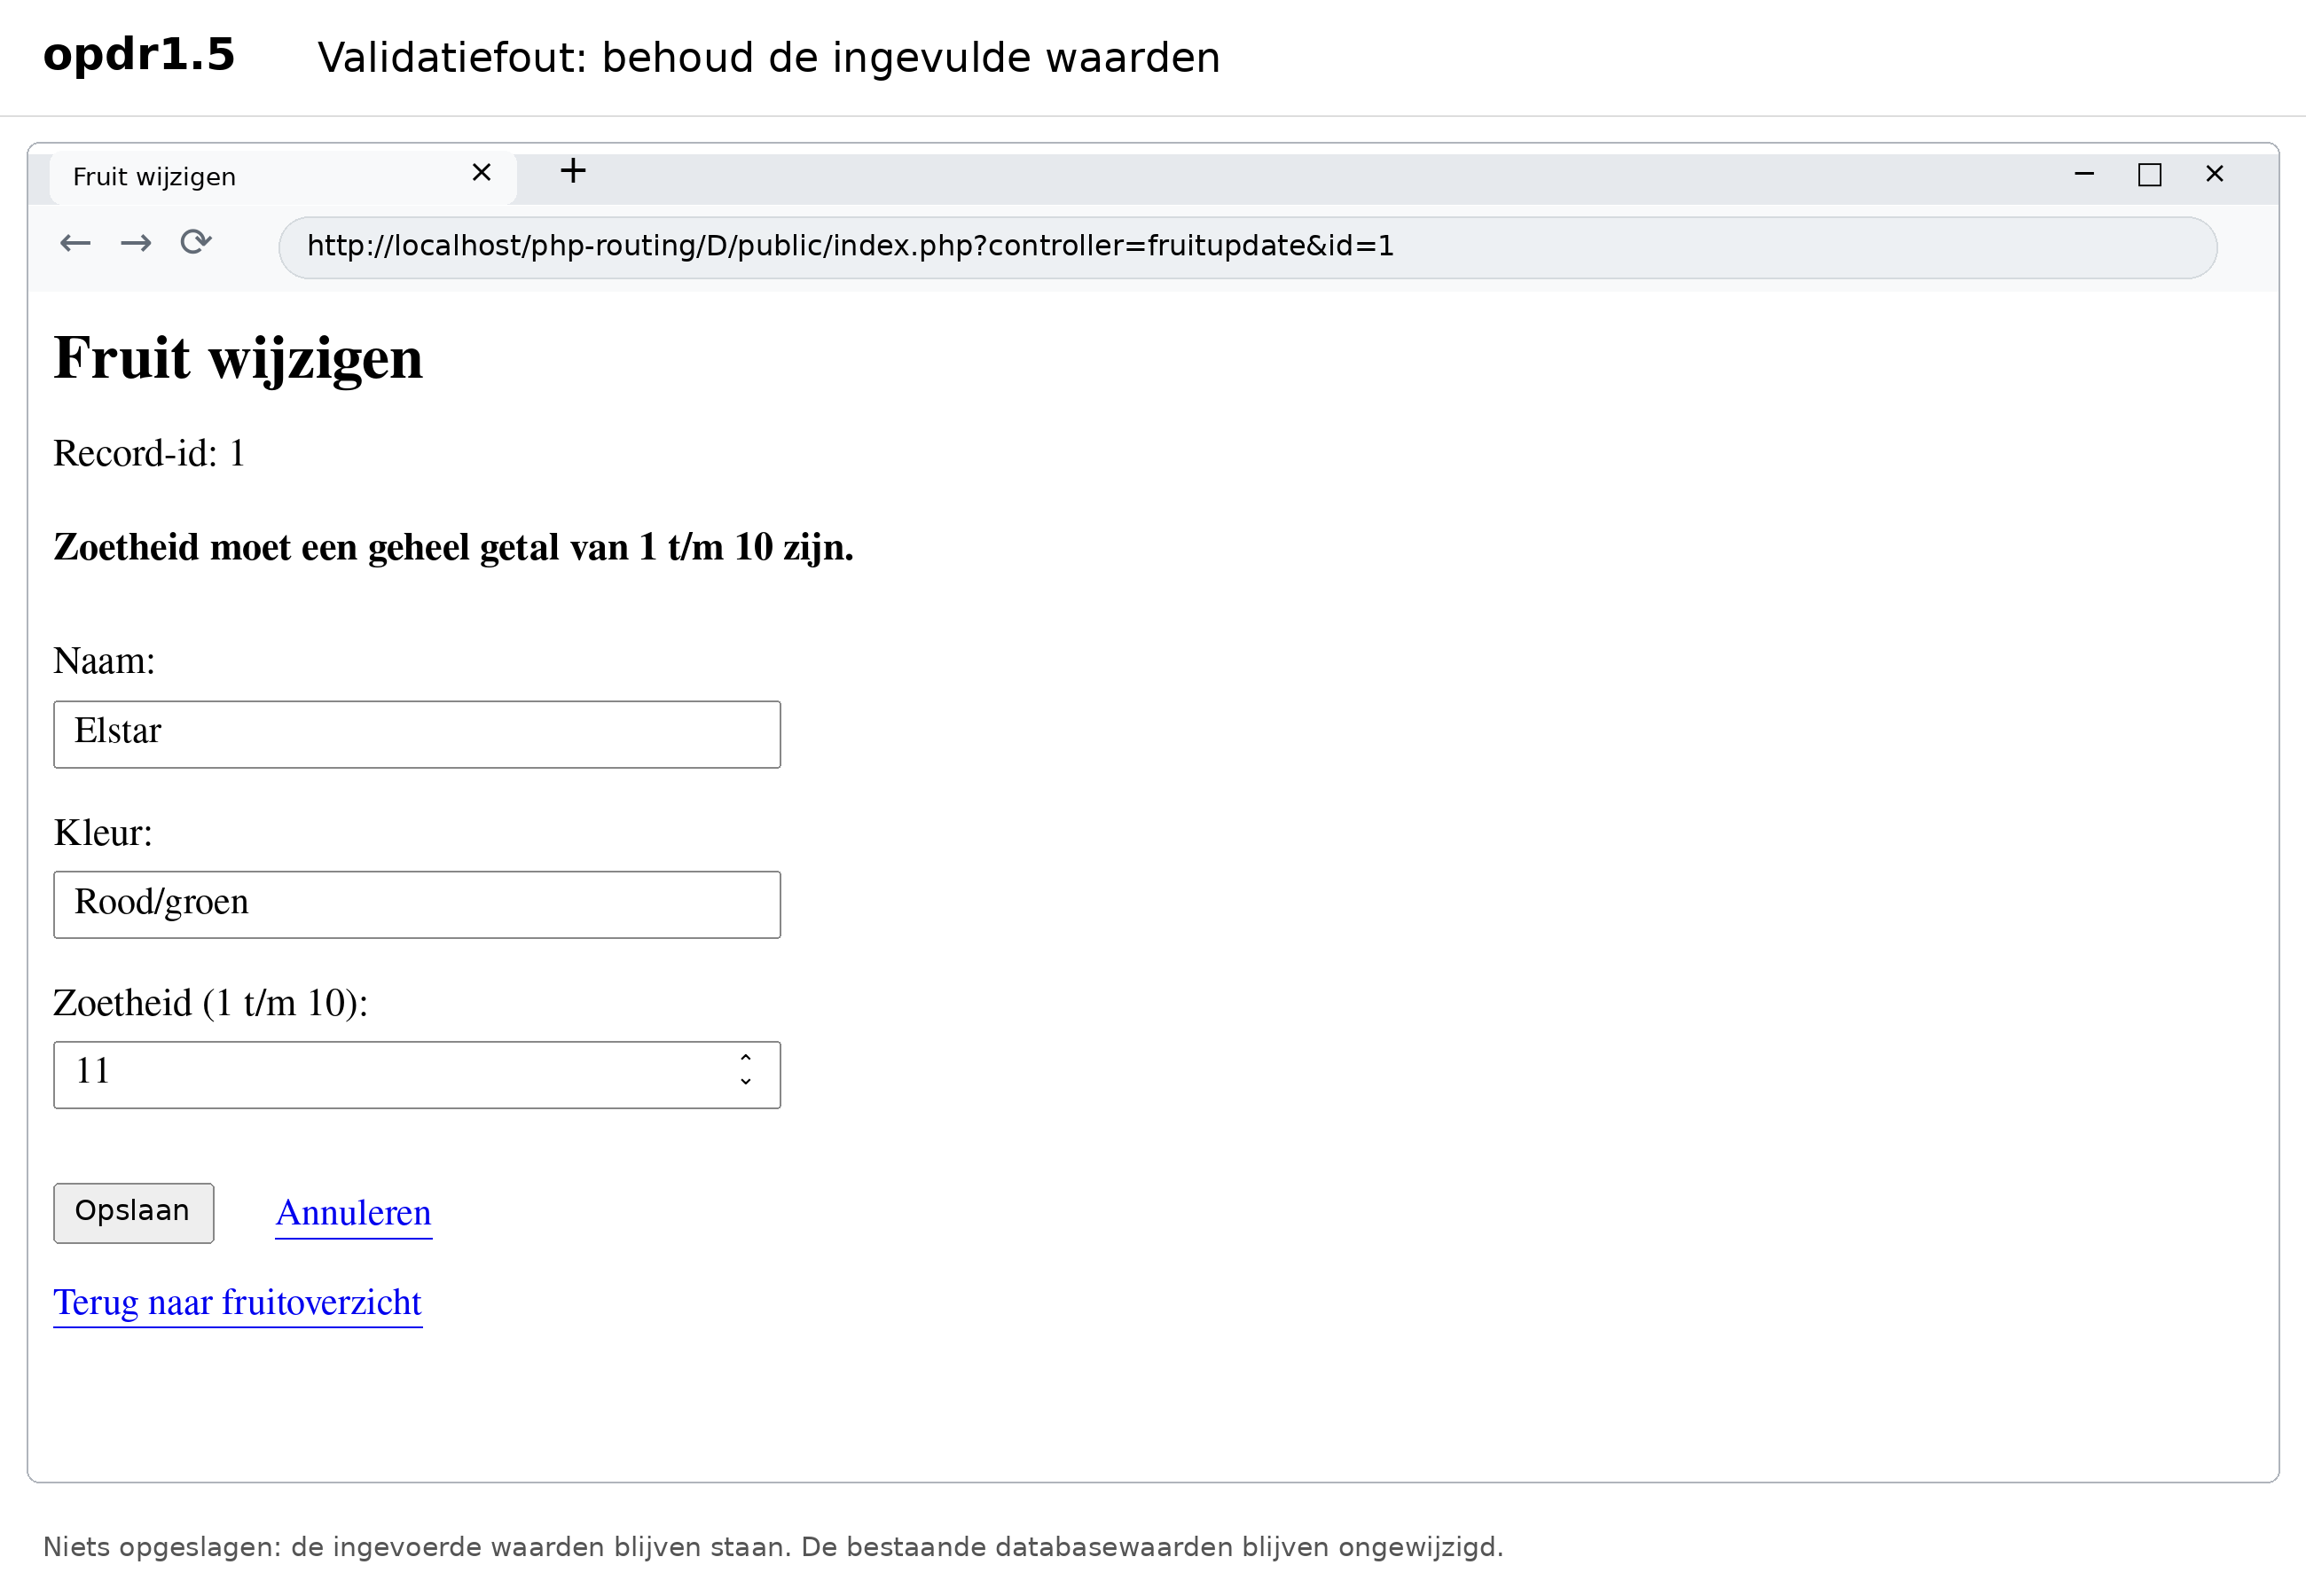 opdr1.5 Validatiefout: behoud de ingevulde waarden
Fruit wijzigen
http://localhost/php-routing/D/public/index.php?controller=fruitupdate&id=1
Fruit wijzigen
Record-id: 1
Zoetheid moet een geheel getal van 1 t/m 10 zijn.
Naam:
Elstar
Kleur:
Rood/groen
Zoetheid (1 t/m 10):
11
Opslaan Annuleren
Terug naar fruitoverzicht
Niets opgeslagen: de ingevoerde waarden blijven staan. De bestaande databasewaarden blijven ongewijzigd.